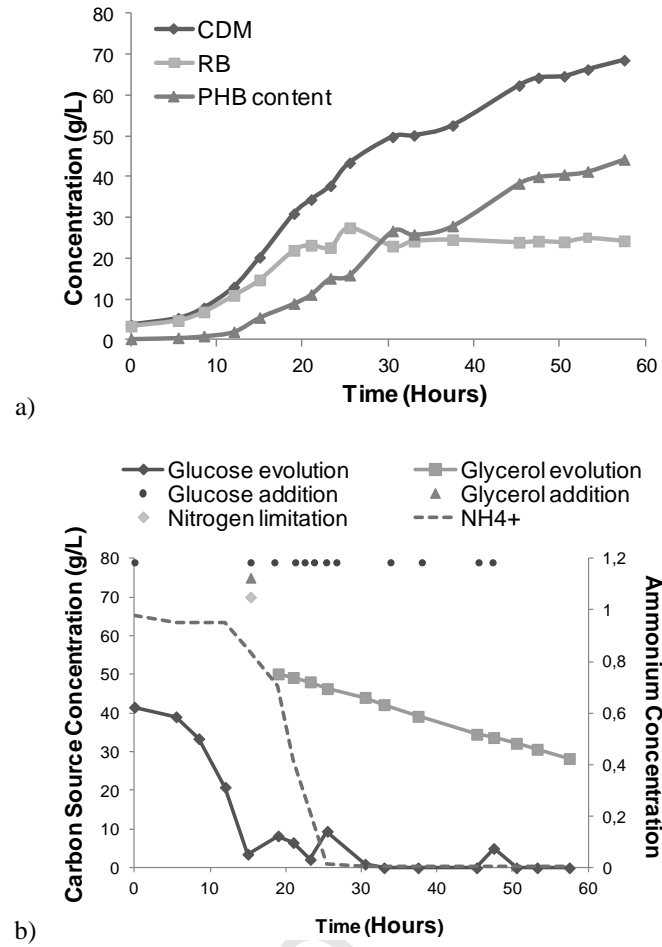 CDM
RB
PHB content
80
70
60
50
40
30
20
10
0
Concentration (g/L)
0 10 20 30 40 50 60
Time (Hours)
a)
Glucose evolution Glycerol evolution
Glucose addition Glycerol addition
Nitrogen limitation NH4+
80
70
60
50
40
30
20
10
0
Carbon Source Concentration (g/L)
1,2
1
0,8
0,6
0,4
0,2
0
Ammonium Concentration
0 10 20 30 40 50 60
Time (Hours)
b)